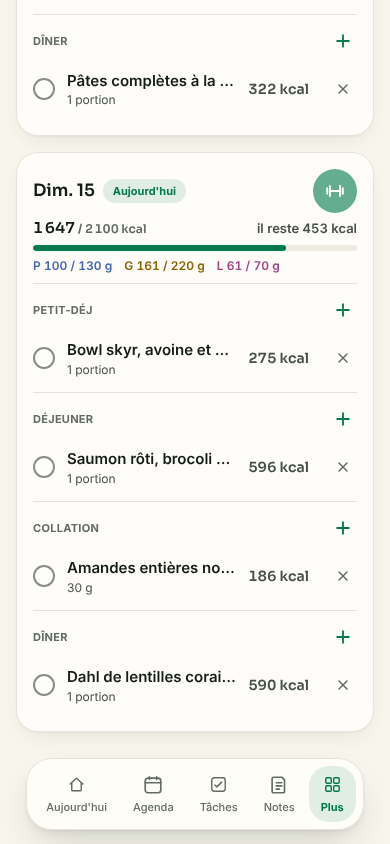 DÎNER
Pâtes complètes à la ...
322 kcal
1 portion
Dim. 15
Aujourd'hui
1 647 / 2 100 kcal
il reste 453 kcal
P 100 / 130 g G 161 / 220 g L 61 / 70 g
PETIT-DÉJ
Bowl skyr, avoine et ...
275 kcal
1 portion
DÉJEUNER
Saumon rôti, brocoli ...
596 kcal
1 portion
COLLATION
Amandes entières no...
186 kcal
30 g
DÎNER
Dahl de lentilles corai...
590 kcal
1 portion
Aujourd'hui
Agenda
Tâches
Notes
Plus